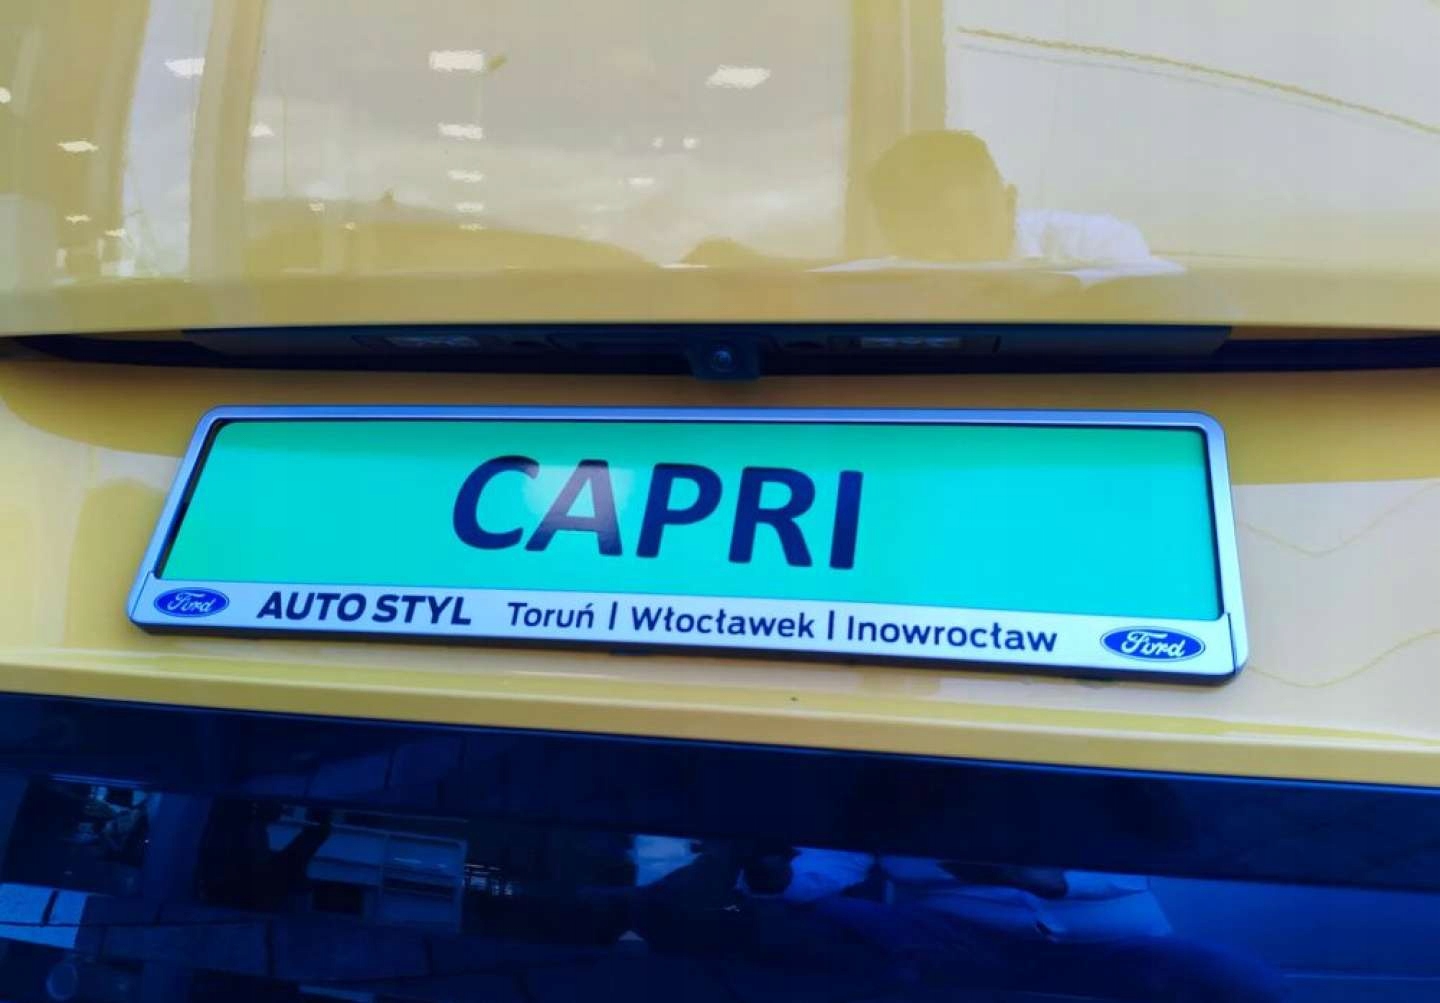 CAPRI
Ford AUTO STYL Toruń | Włocławek | Inowrocław Ford